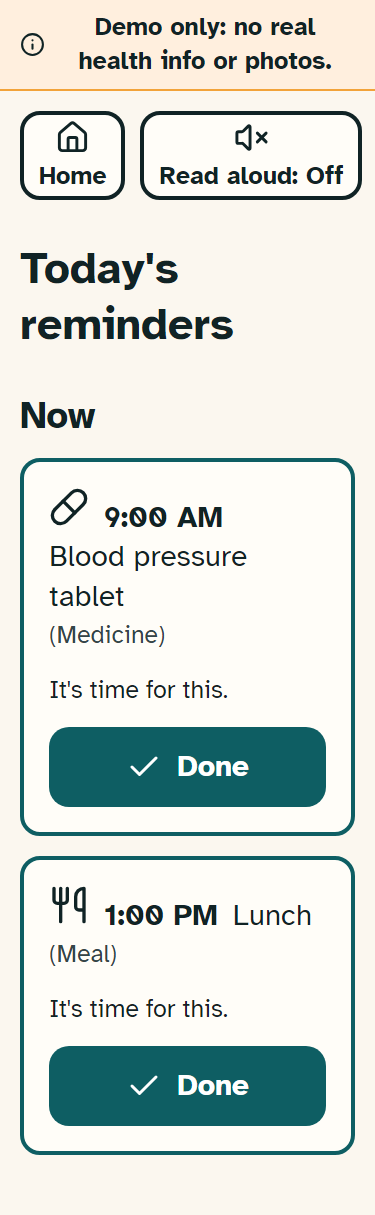 Demo only: no real
health info or photos.
Home
Read aloud: Off
Today's
reminders
Now
9:00 AM
Blood pressure
tablet
(Medicine)
It's time for this.
Done
1:00 PM Lunch
(Meal)
It's time for this.
Done